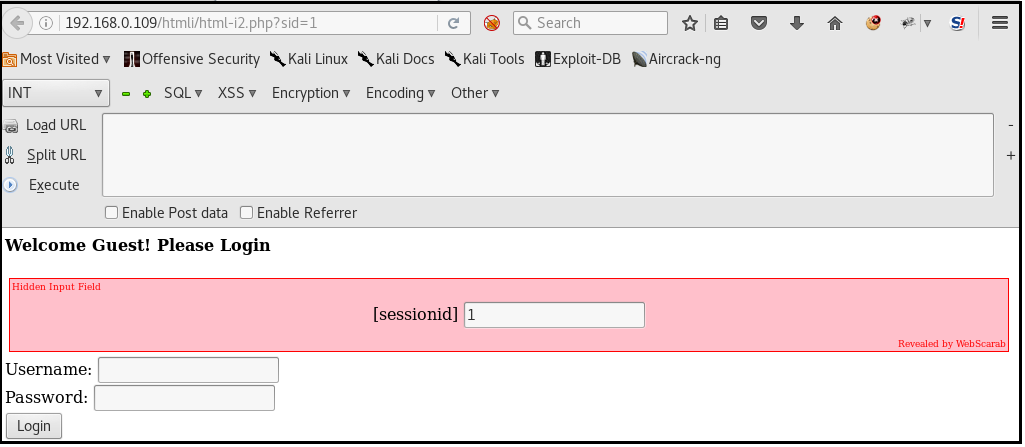 192.168.0.109/htmli/html-i2.php?sid=1 Search
Most Visited Offensive Security Kali Linux Kali Docs Kali Tools Exploit-DB Aircrack-ng
INT SQL XSS Encryption Encoding Other
Load URL -
Split URL +
Execute
Enable Post data Enable Referrer
Welcome Guest! Please Login
Hidden Input Field
[sessionid] 1
Revealed by WebScarab
Username:
Password:
Login